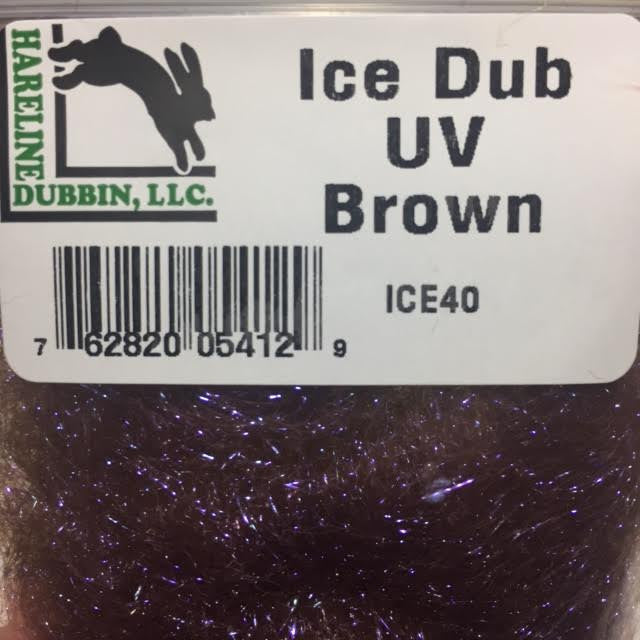 HARELINE
DUBBIN, LLC.
Ice Dub
UV
Brown
ICE40
7 62820 05412 9